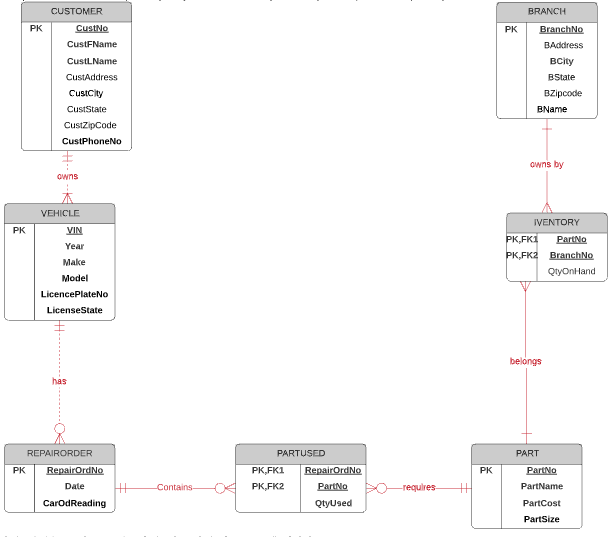 CUSTOMER
PK CustNo
CustFName
CustLName
CustAddress
CustCity
CustState
CustZipCode
CustPhoneNo
owns
VEHICLE
PK VIN
Year
Make
Model
LicencePlateNo
LicenseState
has
REPAIRORDER
PK RepairOrdNo
Date
CarOdReading
Contains
PARTUSED
PK,FK1 RepairOrdNo
PK,FK2 PartNo
QtyUsed
requires
PART
PK PartNo
PartName
PartCost
PartSize
belongs
IVENTORY
PK,FK1 PartNo
PK,FK2 BranchNo
QtyOnHand
owns by
BRANCH
PK BranchNo
BAddress
BCity
BState
BZipcode
BName